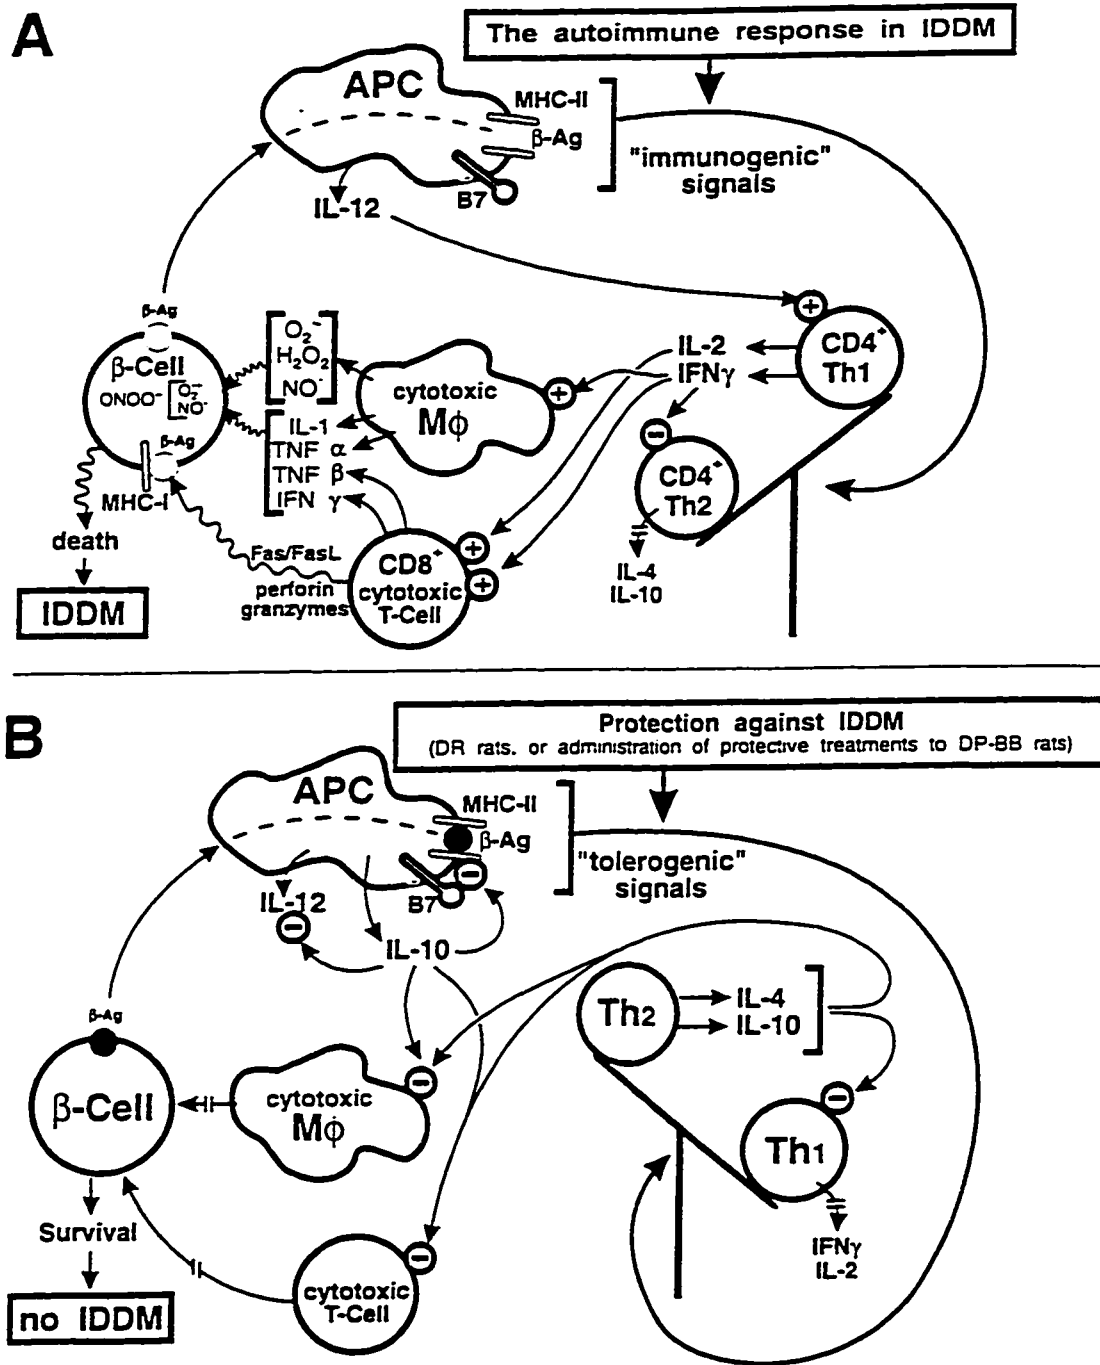 A
The autoimmune response in IDDM
APC
MHC-II
β-Ag
"immunogenic"
signals
B7
IL-12
β-Ag
β-Cell
ONOO⁻
O₂⁻
NO⁻
β-Ag
MHC-I
O₂⁻
H₂O₂
NO⁻
IL-1
TNF α
TNF β
IFN γ
cytotoxic
Mϕ
+
IL-2
IFNγ
+
CD4⁺
Th1
−
CD4⁺
Th2
IL-4
IL-10
death
IDDM
Fas/FasL
perforin
granzymes
CD8⁺
cytotoxic
T-Cell
+
+
B
Protection against IDDM
(DR rats. or administration of protective treatments to DP-BB rats)
APC
MHC-II
β-Ag
"tolerogenic"
signals
−
B7
IL-12
−
IL-10
β-Ag
β-Cell
cytotoxic
Mϕ
−
Th2
IL-4
IL-10
−
Th1
IFNγ
IL-2
Survival
no IDDM
cytotoxic
T-Cell
−